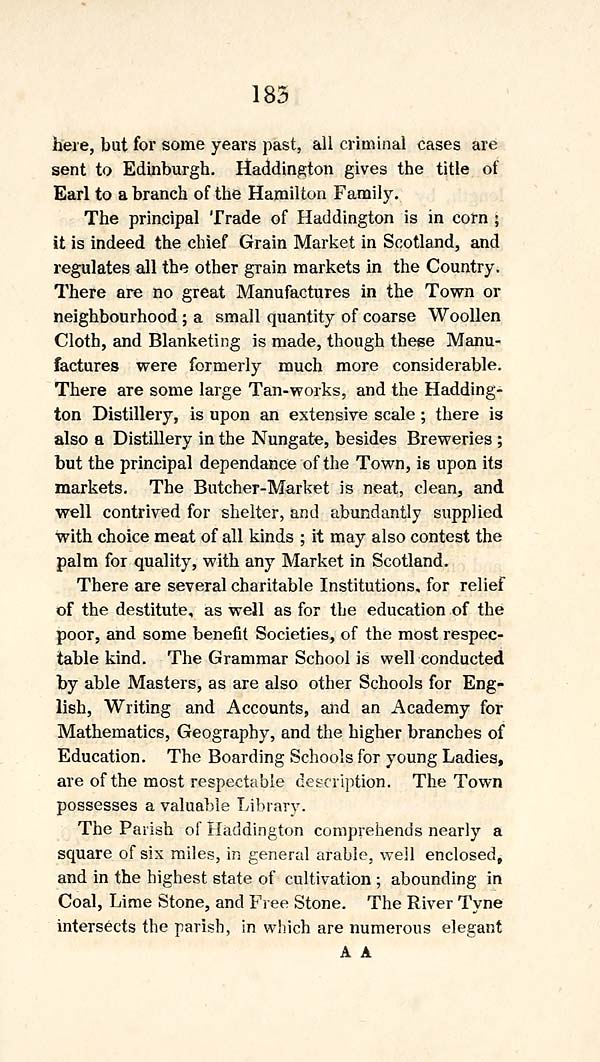 183
here, but for some years past, all criminal cases are
sent to Edinburgh. Haddington gives the title of
Earl to a branch of the Hamilton Family.
The principal Trade of Haddington is in corn ;
it is indeed the chief Grain Market in Scotland, and
regulates all the other grain markets in the Country.
There are no great Manufactures in the Town or
neighbourhood ; a small quantity of coarse Woollen
Cloth, and Blanketing is made, though these Manu-
factures were formerly much more considerable.
There are some large Tan-works, and the Hadding-
ton Distillery, is upon an extensive scale ; there is
also a Distillery in the Nungate, besides Breweries ;
but the principal dependance of the Town, is upon its
markets. The Butcher-Market is neat, clean, and
well contrived for shelter, and abundantly supplied
with choice meat of all kinds ; it may also contest the
palm for quality, with any Market in Scotland.
There are several charitable Institutions, for relief
of the destitute, as well as for the education of the
poor, and some benefit Societies, of the most respec-
table kind. The Grammar School is well conducted
by able Masters, as are also other Schools for Eng-
lish, Writing and Accounts, and an Academy for
Mathematics, Geography, and the higher branches of
Education. The Boarding Schools for young Ladies,
are of the most respectable description. The Town
possesses a valuable Library.
The Parish of Haddington comprehends nearly a
square of six miles, in general arable, well enclosed,
and in the highest state of cultivation ; abounding in
Coal, Lime Stone, and Free Stone. The River Tyne
intersects the parish, in which are numerous elegant
A A